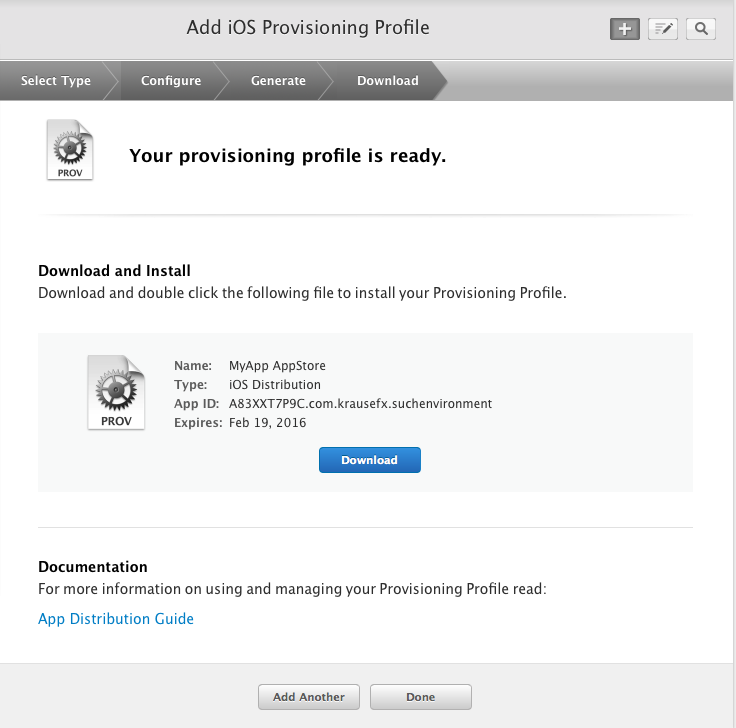 Add iOS Provisioning Profile
Select Type
Configure
Generate
Download
PROV
Your provisioning profile is ready.
Download and Install
Download and double click the following file to install your Provisioning Profile.
PROV
Name: MyApp AppStore
Type: iOS Distribution
App ID: A83XXT7P9C.com.krausefx.suchenvironment
Expires: Feb 19, 2016
Download
Documentation
For more information on using and managing your Provisioning Profile read:
App Distribution Guide
Add Another
Done